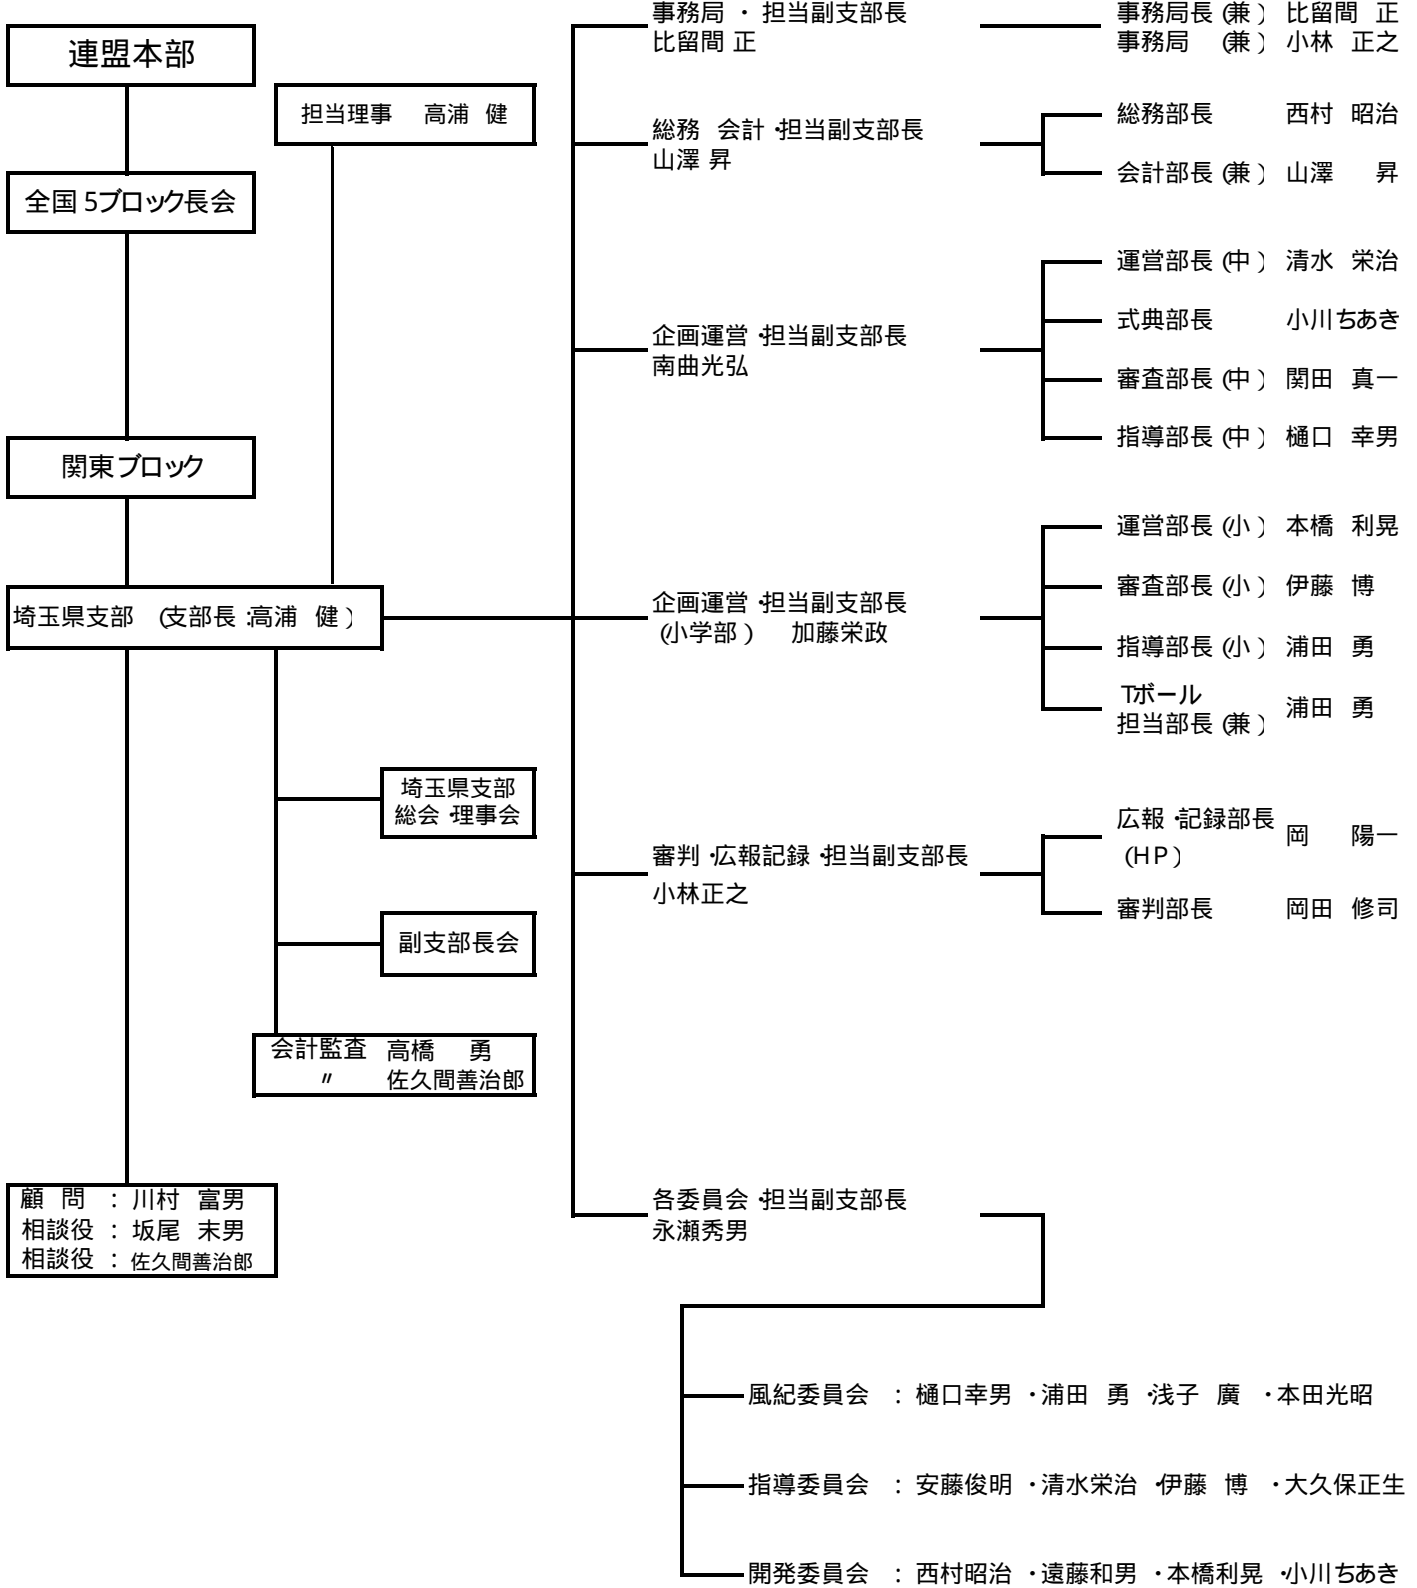 連盟本部
担当理事 高浦 健
全国5ブロック長会
関東ブロック
埼玉県支部 (支部長:高浦 健)
埼玉県支部
総会・理事会
副支部長会
会計監査 高橋 勇
〃 佐久間善治郎
顧 問 : 川村 富男
相談役 : 坂尾 末男
相談役 : 佐久間善治郎
事務局 ・ 担当副支部長
比留間 正
事務局長(兼) 比留間 正
事務局 (兼) 小林 正之
総務 会計・担当副支部長
山澤 昇
総務部長 西村 昭治
会計部長(兼) 山澤 昇
企画運営・担当副支部長
南曲光弘
運営部長(中) 清水 栄治
式典部長 小川ちあき
審査部長(中) 関田 真一
指導部長(中) 樋口 幸男
企画運営・担当副支部長
(小学部) 加藤栄政
運営部長(小) 本橋 利晃
審査部長(小) 伊藤 博
指導部長(小) 浦田 勇
Tボール
担当部長(兼) 浦田 勇
審判・広報記録・担当副支部長
小林正之
広報・記録部長 岡 陽一
(HP)
審判部長 岡田 修司
各委員会・担当副支部長
永瀬秀男
風紀委員会 : 樋口幸男 ・浦田 勇 ・浅子 廣 ・本田光昭
指導委員会 : 安藤俊明 ・清水栄治 ・伊藤 博 ・大久保正生
開発委員会 : 西村昭治 ・遠藤和男 ・本橋利晃 ・小川ちあき